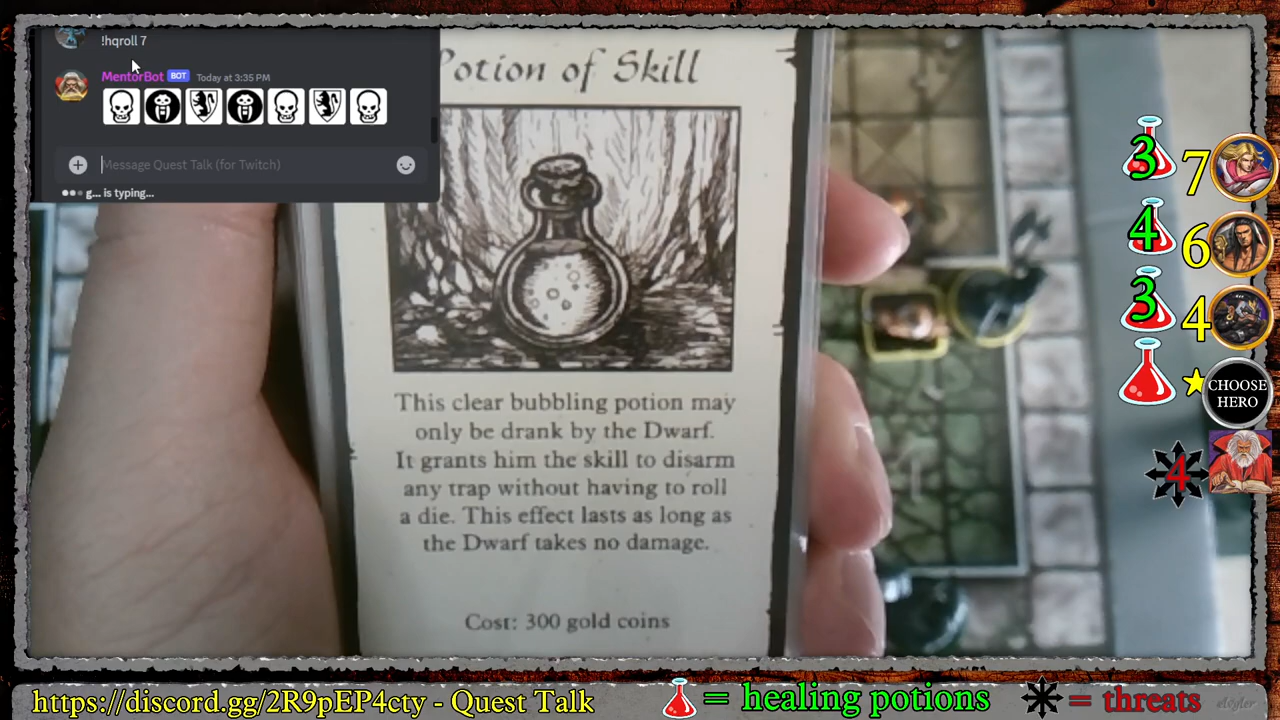 !hqroll 7
MentorBot BOT Today at 3:35 PM
Message Quest Talk (for Twitch)
g... is typing...
Potion of Skill
This clear bubbling potion may
only be drank by the Dwarf.
It grants him the skill to disarm
any trap without having to roll
a die. This effect lasts as long as
the Dwarf takes no damage.
Cost: 300 gold coins
3 7
4 6
3 4
CHOOSE
HERO
4
https://discord.gg/2R9pEP4cty - Quest Talk = healing potions = threats